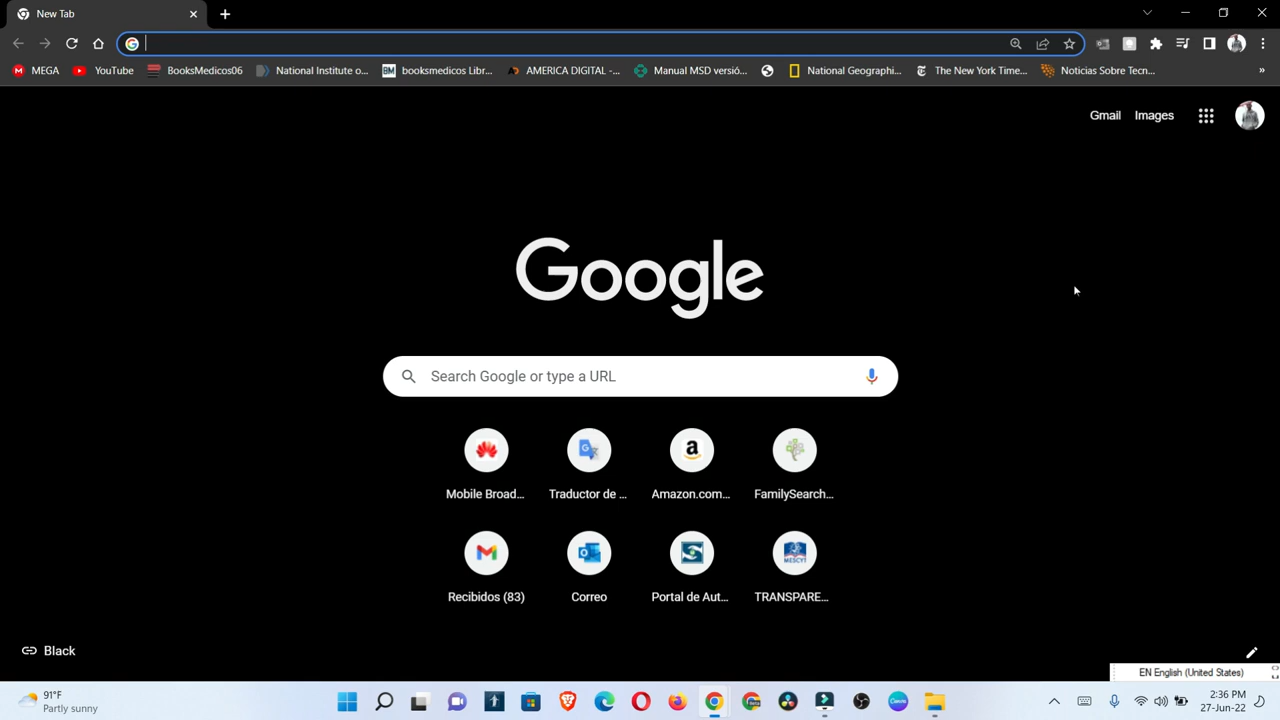 New Tab
MEGA YouTube BooksMedicos06 National Institute o... booksmedicos Libr... AMERICA DIGITAL -... Manual MSD versió... National Geographi... The New York Time... Noticias Sobre Tecn... »
Gmail Images
Google
Search Google or type a URL
Mobile Broad... Traductor de ... Amazon.com... FamilySearch...
Recibidos (83) Correo Portal de Aut... TRANSPARE...
Black
EN English (United States)
91°F
Partly sunny
2:36 PM
27-Jun-22